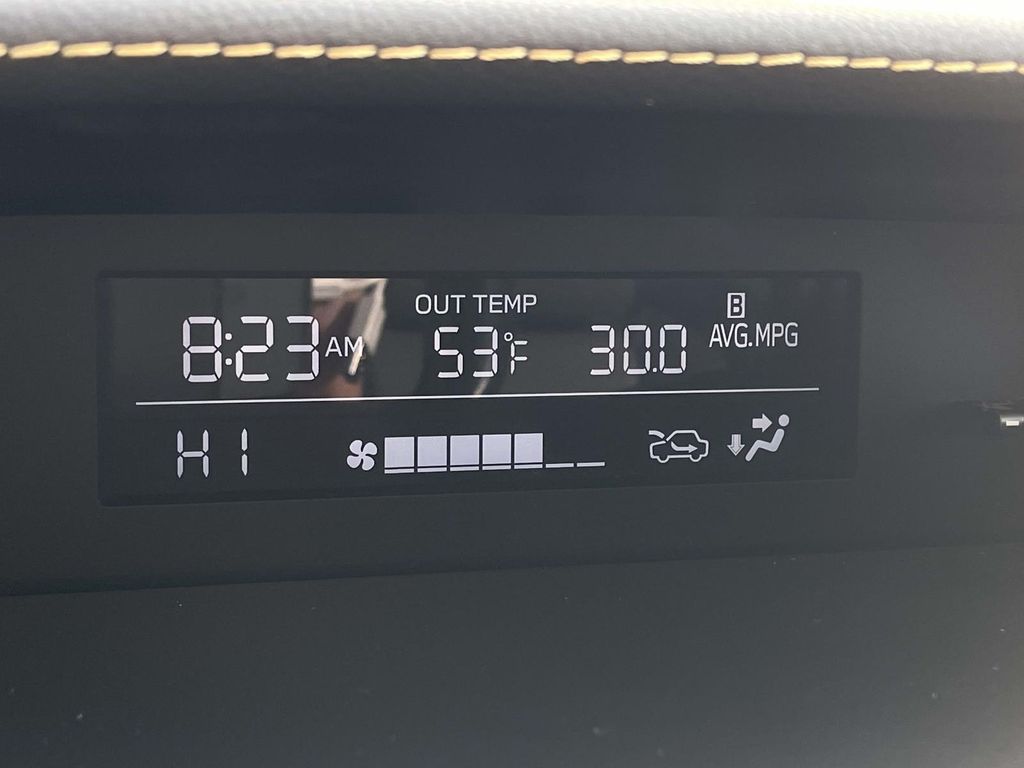 OUT TEMP B
8:23 AM 53°F 30.0 AVG.MPG
HI